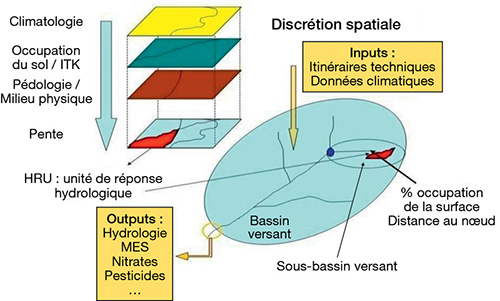 Climatologie
Discrétion spatiale
Occupation
du sol / ITK
Inputs :
Itinéraires techniques
Données climatiques
Pédologie /
Milieu physique
Pente
HRU : unité de réponse
hydrologique
% occupation
de la surface
Distance au nœud
Outputs :
Hydrologie
MES
Nitrates
Pesticides
...
Bassin
versant
Sous-bassin versant